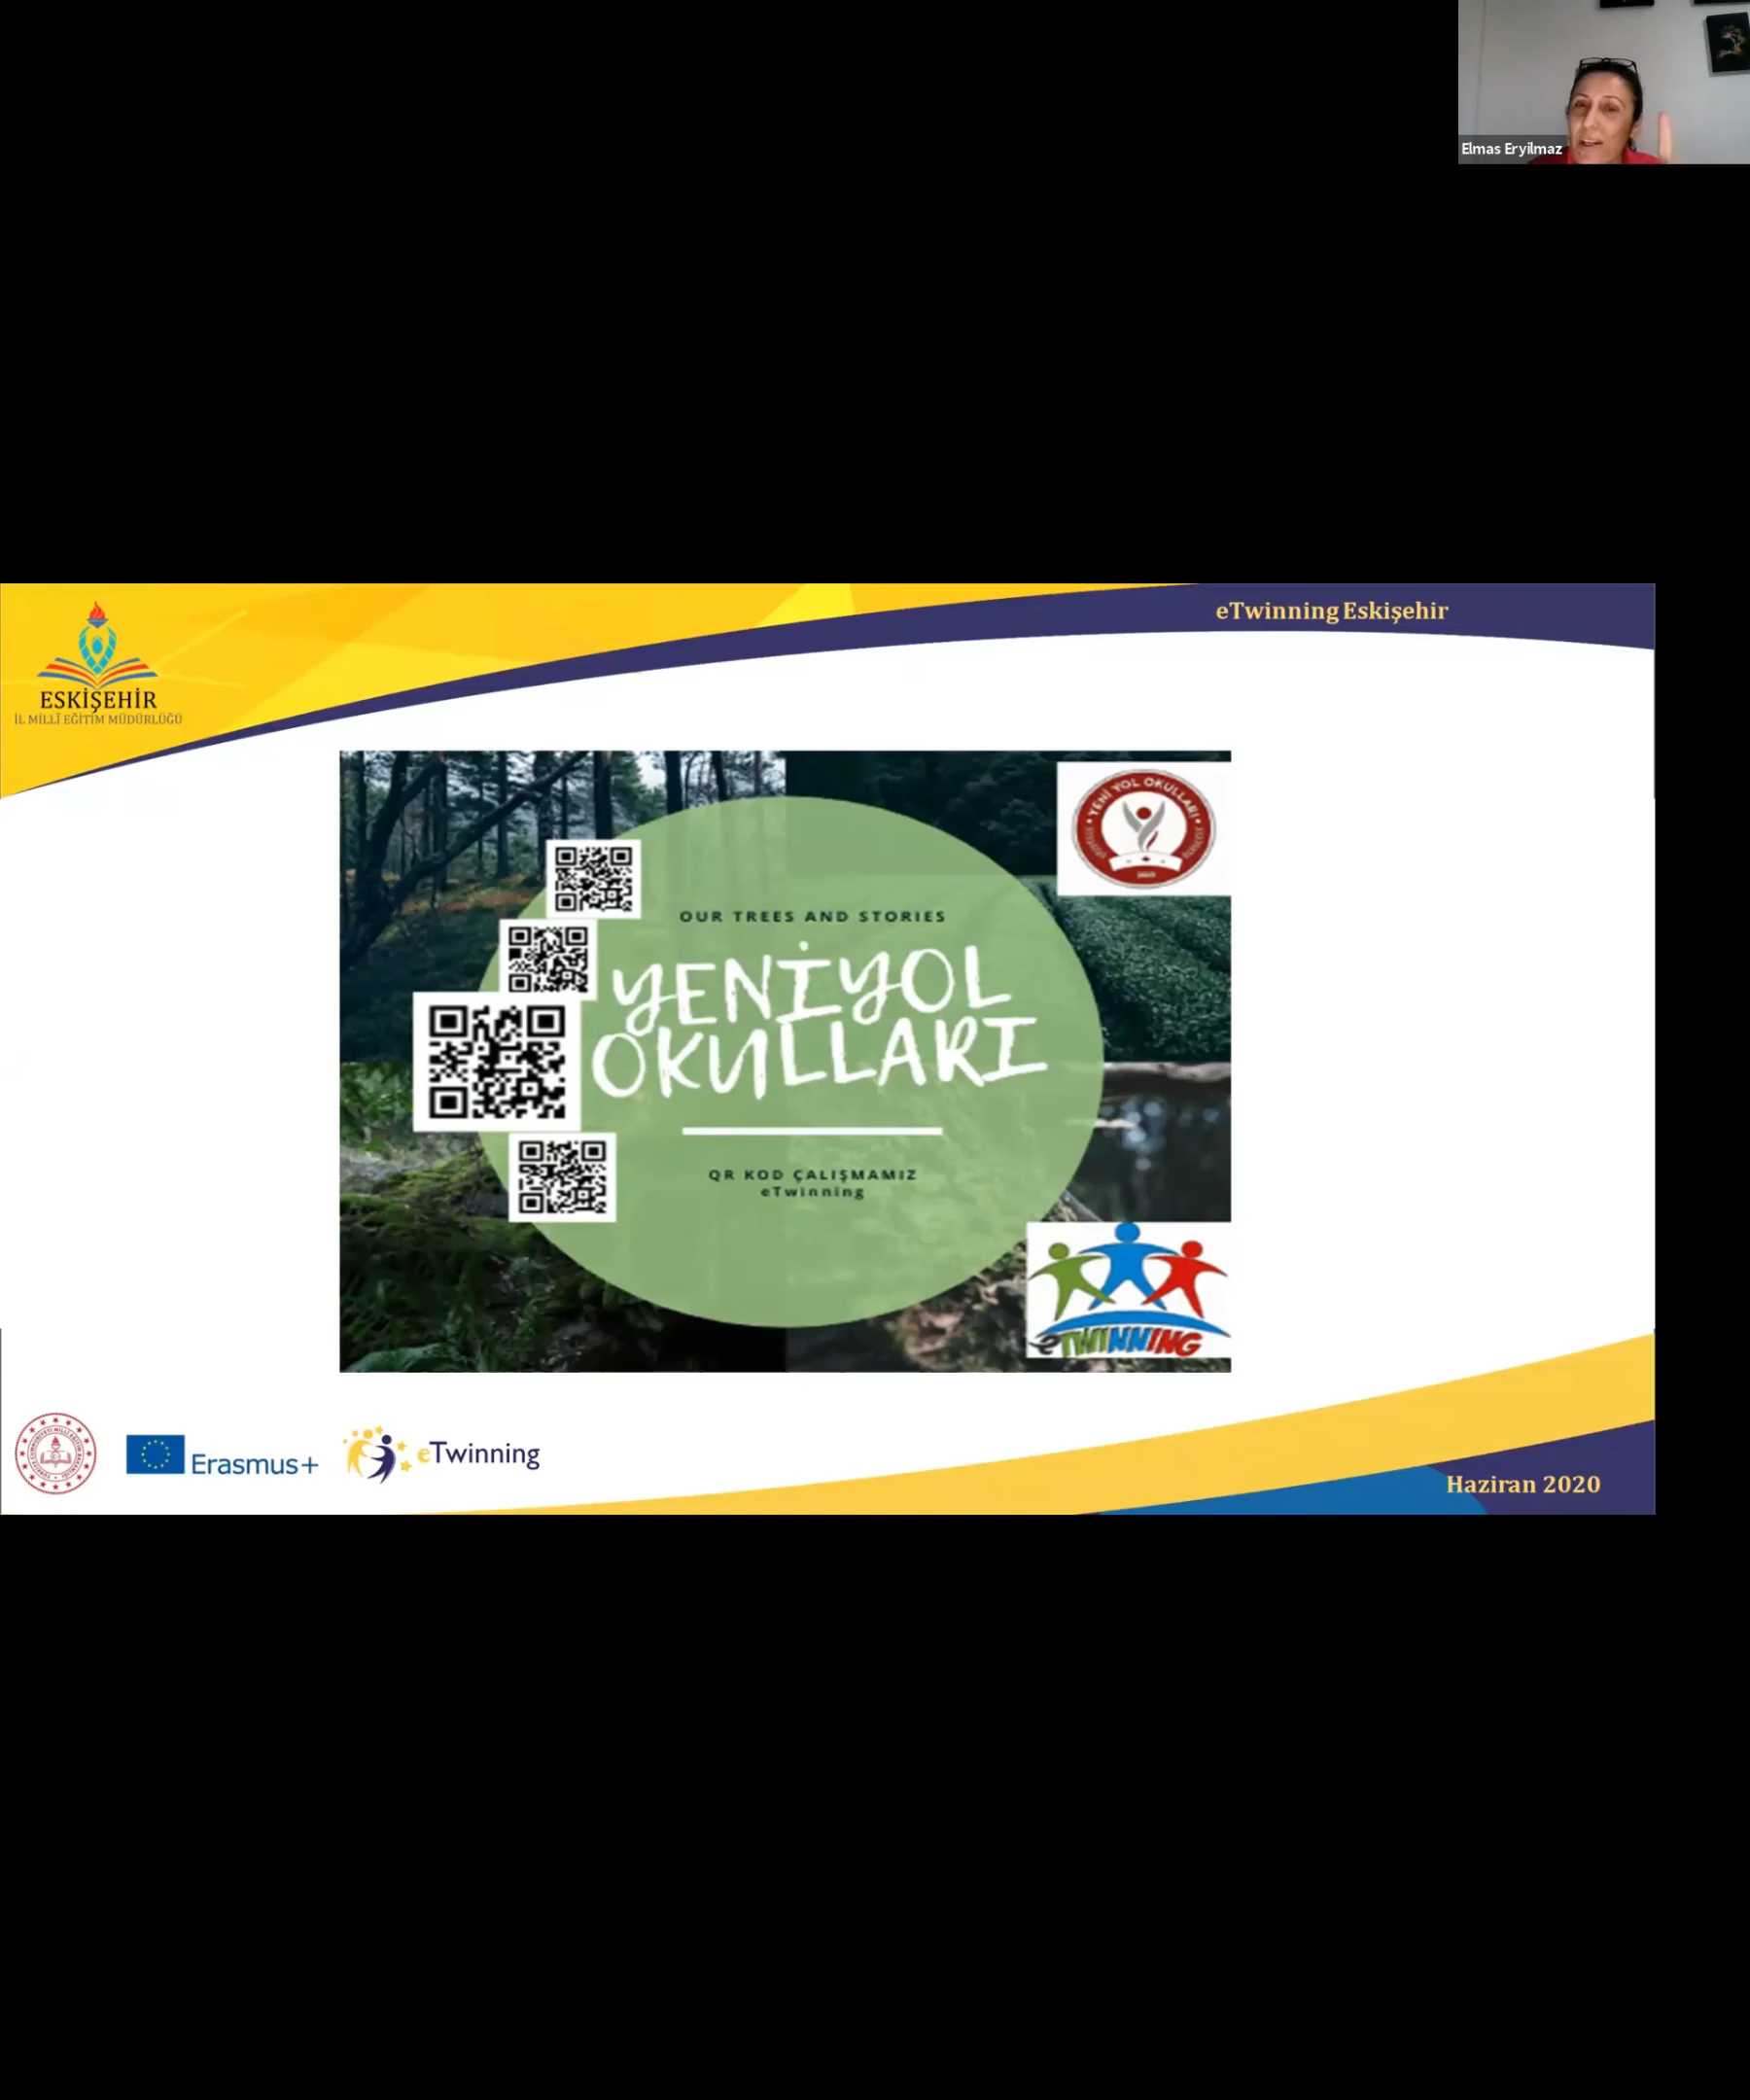 Elmas Eryilmaz
eTwinning Eskişehir
ESKİŞEHİR
İL MİLLÎ EĞİTİM MÜDÜRLÜĞÜ
YENİ YOL OKULLARI
OUR TREES AND STORIES
YENİYOL
OKULLARI
QR KOD ÇALIŞMAMIZ
eTwinning
eTWINNING
Erasmus+
eTwinning
Haziran 2020